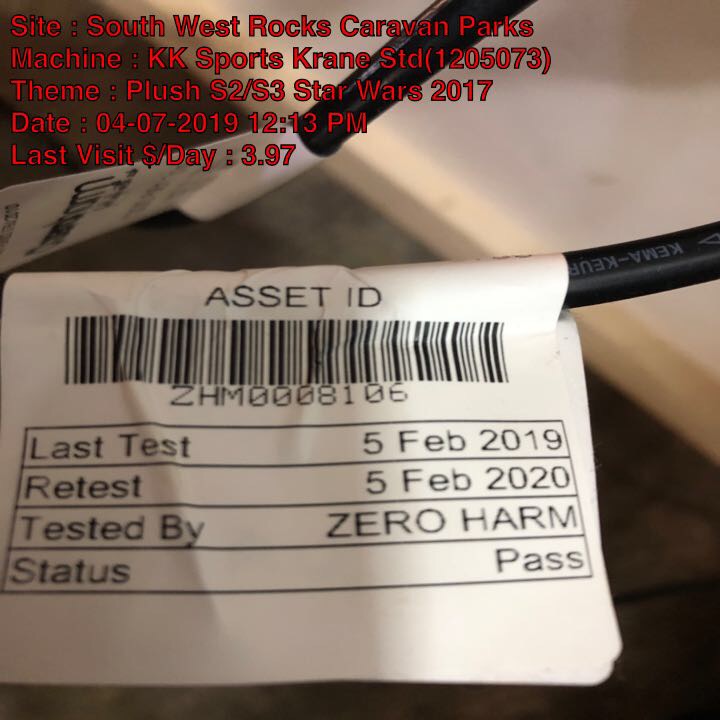 Site : South West Rocks Caravan Parks
Machine : KK Sports Krane Std(1205073)
Theme : Plush S2/S3 Star Wars 2017
Date : 04-07-2019 12:13 PM
Last Visit $/Day : 3.97
KEMA-KEUR
ASSET ID
ZHM0008106
Last Test 5 Feb 2019
Retest 5 Feb 2020
Tested By ZERO HARM
Status Pass